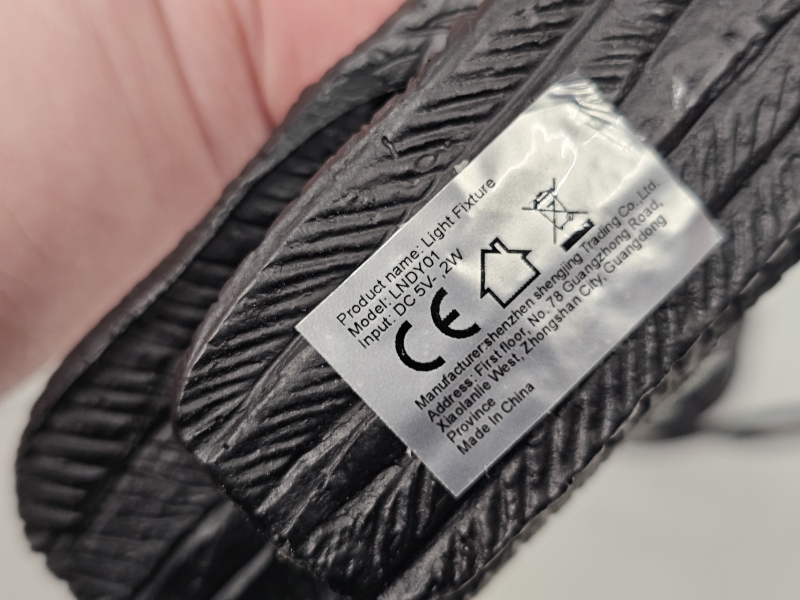 Product name: Light Fixture
Model: LNDY01
Input: DC 5V- 2W
CE
Manufacturer:shenzhen shengjing Trading Co.,Ltd.
Address: First floor, No. 78 Guangzhong Road,
Xiaolanlie West, Zhongshan City, Guangdong
Province
Made In China